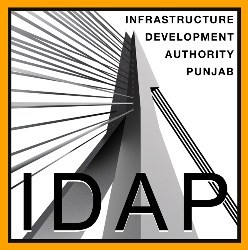 INFRASTRUCTURE
DEVELOPMENT
AUTHORITY
PUNJAB
IDAP